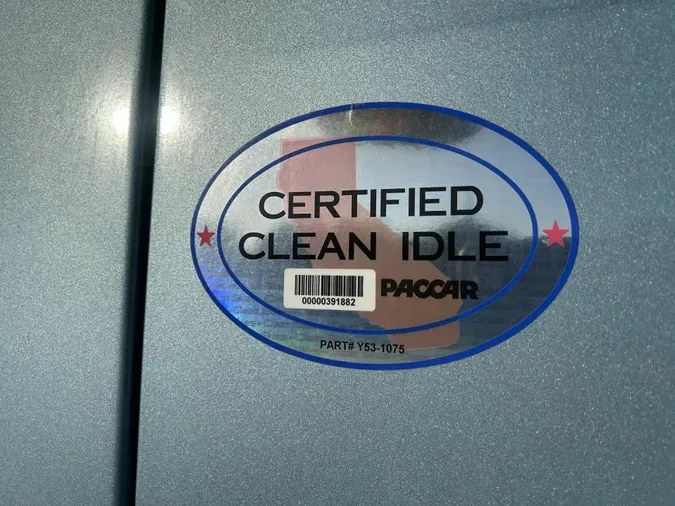 CERTIFIED
CLEAN IDLE
00000391882
PACCAR
PART# Y53-1075